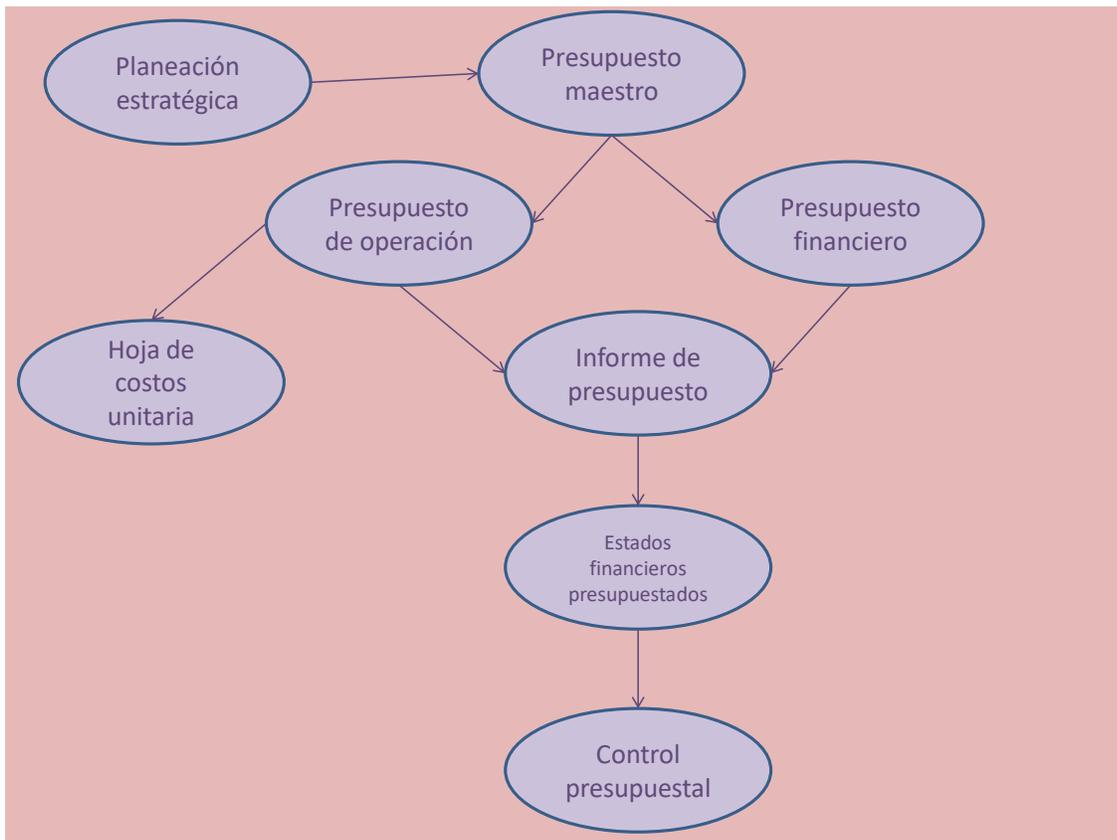 Planeación
estratégica
Presupuesto
maestro
Presupuesto
de operación
Presupuesto
financiero
Hoja de
costos
unitaria
Informe de
presupuesto
Estados
financieros
presupuestados
Control
presupuestal